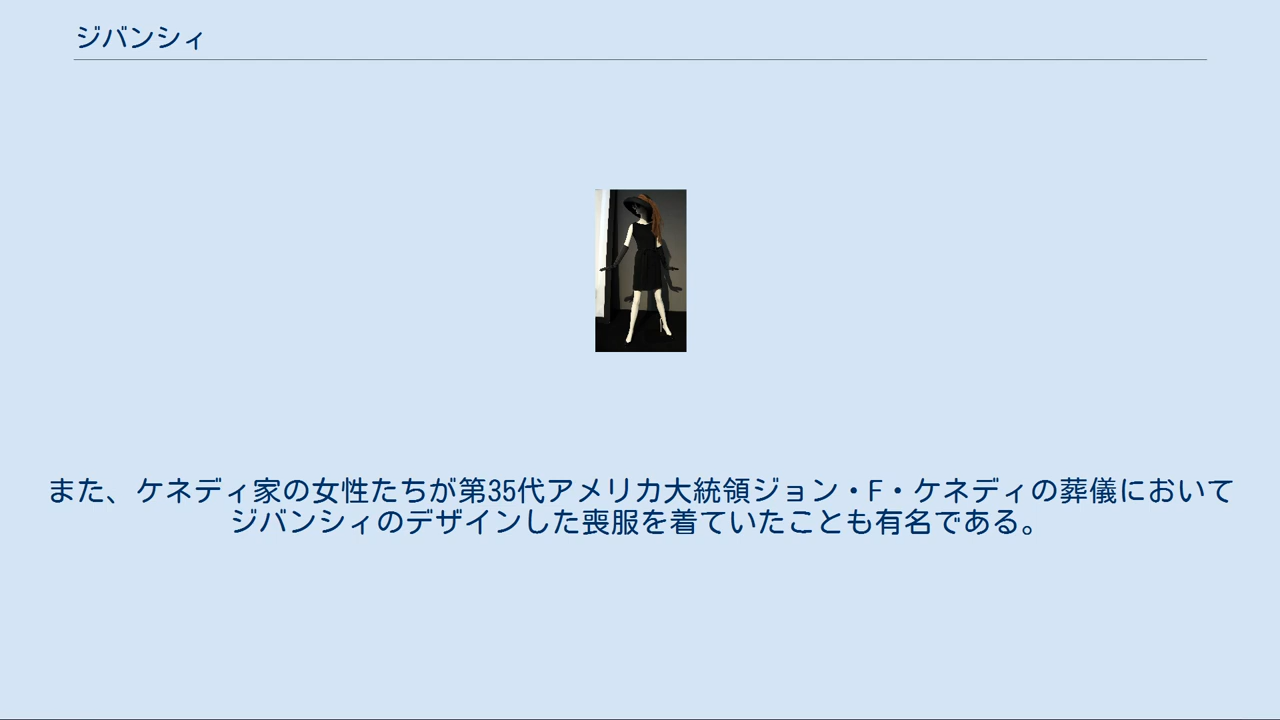 ジバンシィ
また、ケネディ家の女性たちが第35代アメリカ大統領ジョン・F・ケネディの葬儀において
ジバンシィのデザインした喪服を着ていたことも有名である。